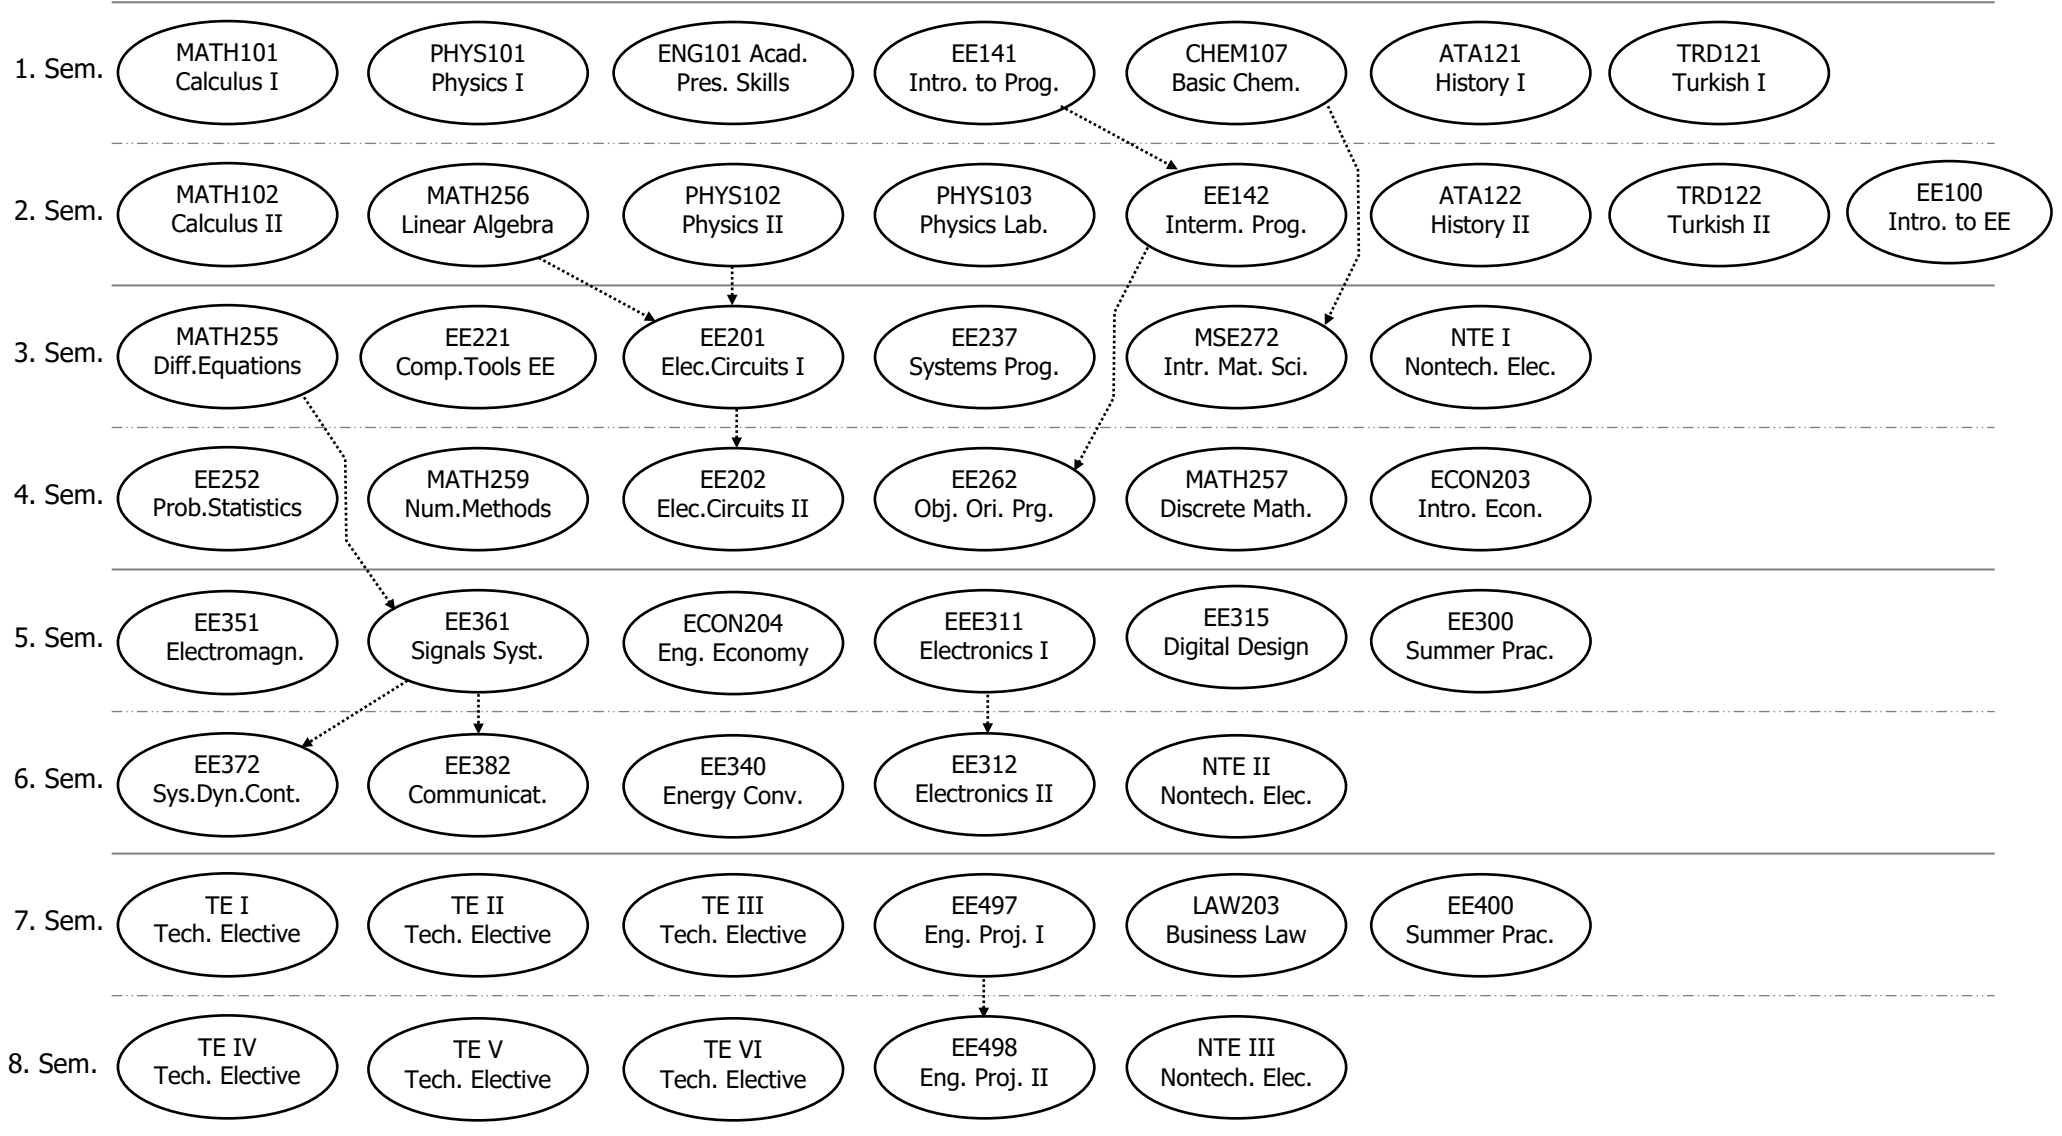 1. Sem.
MATH101
Calculus I
PHYS101
Physics I
ENG101 Acad.
Pres. Skills
EE141
Intro. to Prog.
CHEM107
Basic Chem.
ATA121
History I
TRD121
Turkish I
2. Sem.
MATH102
Calculus II
MATH256
Linear Algebra
PHYS102
Physics II
PHYS103
Physics Lab.
EE142
Interm. Prog.
ATA122
History II
TRD122
Turkish II
EE100
Intro. to EE
3. Sem.
MATH255
Diff.Equations
EE221
Comp.Tools EE
EE201
Elec.Circuits I
EE237
Systems Prog.
MSE272
Intr. Mat. Sci.
NTE I
Nontech. Elec.
4. Sem.
EE252
Prob.Statistics
MATH259
Num.Methods
EE202
Elec.Circuits II
EE262
Obj. Ori. Prg.
MATH257
Discrete Math.
ECON203
Intro. Econ.
5. Sem.
EE351
Electromagn.
EE361
Signals Syst.
ECON204
Eng. Economy
EEE311
Electronics I
EE315
Digital Design
EE300
Summer Prac.
6. Sem.
EE372
Sys.Dyn.Cont.
EE382
Communicat.
EE340
Energy Conv.
EE312
Electronics II
NTE II
Nontech. Elec.
7. Sem.
TE I
Tech. Elective
TE II
Tech. Elective
TE III
Tech. Elective
EE497
Eng. Proj. I
LAW203
Business Law
EE400
Summer Prac.
8. Sem.
TE IV
Tech. Elective
TE V
Tech. Elective
TE VI
Tech. Elective
EE498
Eng. Proj. II
NTE III
Nontech. Elec.